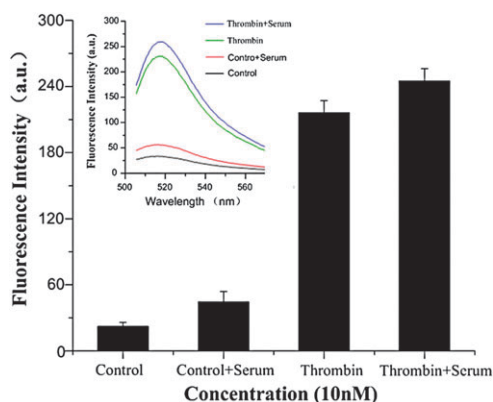 300
240
180
120
60
0
Fluorescence Intensity (a.u.)
Thrombin+Serum
Thrombin
Contro+Serum
Control
300
250
200
150
100
50
0
Fluorescence Intensity (a.u.)
500 520 540 560
Wavelength (nm)
Control Control+Serum Thrombin Thrombin+Serum
Concentration (10nM)